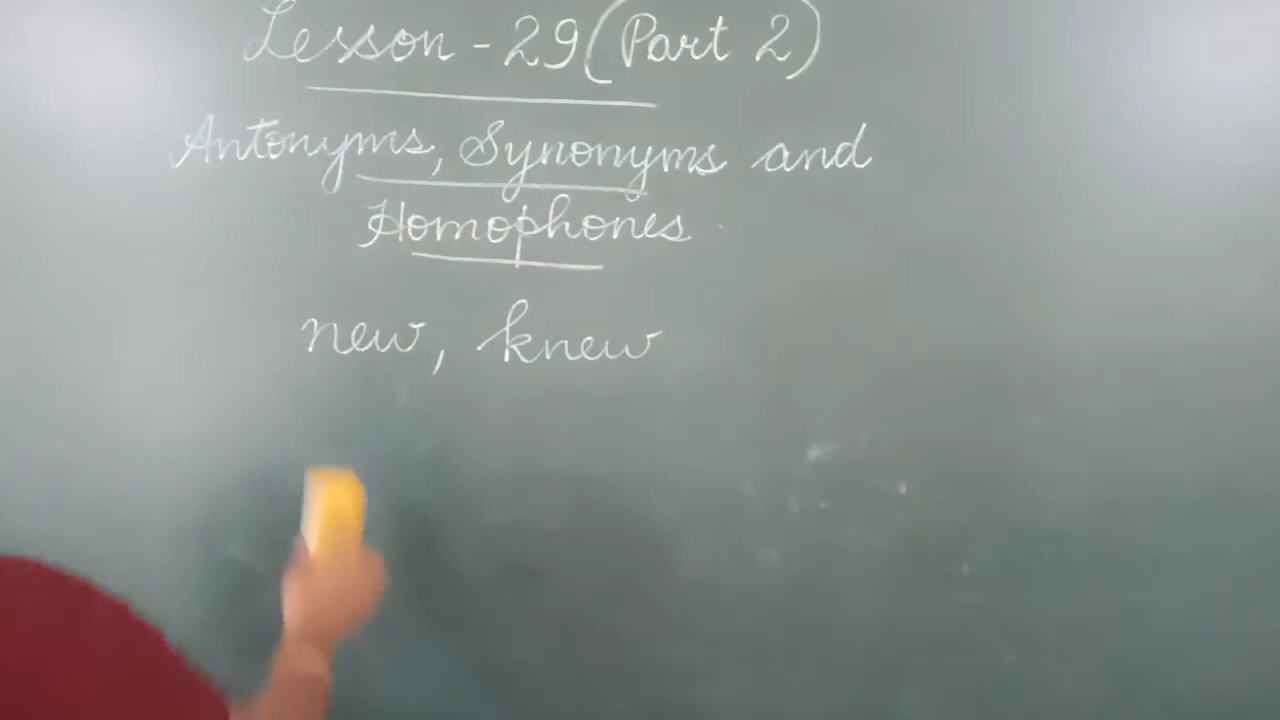 Lesson - 29 (Part 2)
Antonyms, Synonyms and
Homophones
new, knew